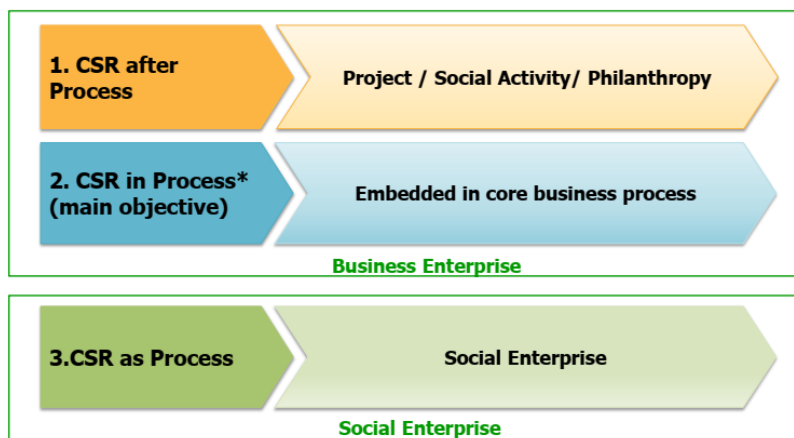 1. CSR after
Process
Project / Social Activity/ Philanthropy
2. CSR in Process*
(main objective)
Embedded in core business process
Business Enterprise
3.CSR as Process
Social Enterprise
Social Enterprise